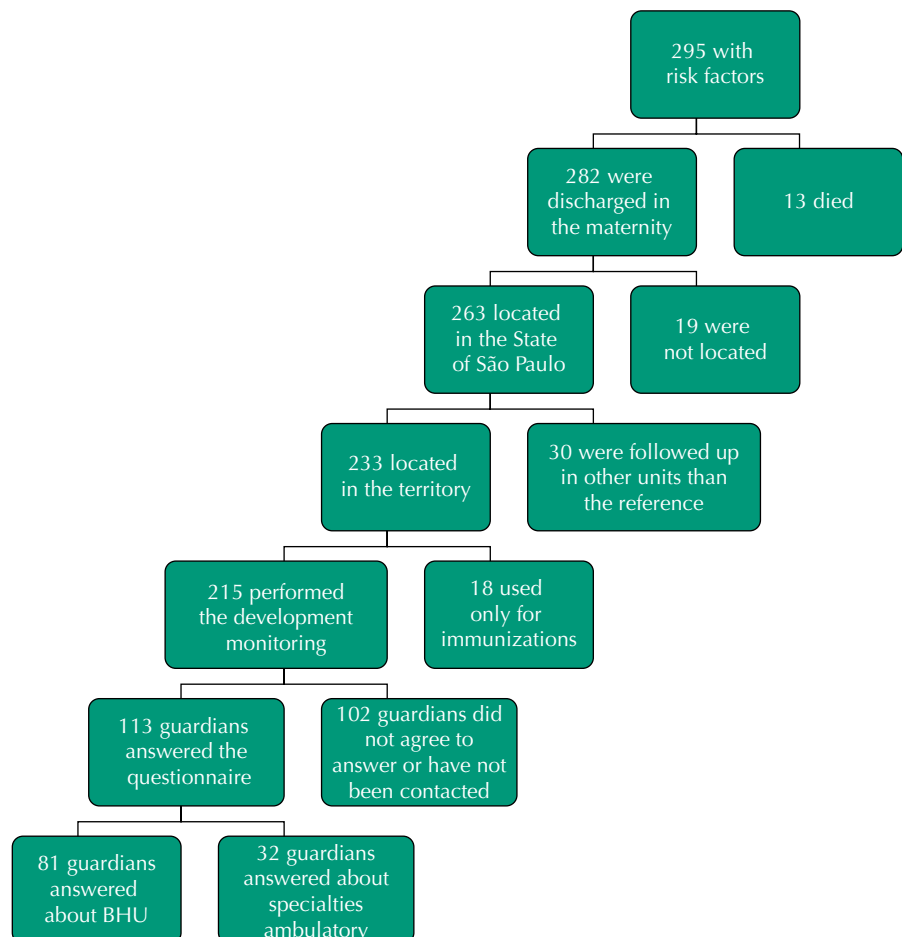 295 with
risk factors
282 were
discharged in
the maternity
13 died
263 located
in the State
of São Paulo
19 were
not located
233 located
in the territory
30 were followed up
in other units than
the reference
215 performed
the development
monitoring
18 used
only for
immunizations
113 guardians
answered the
questionnaire
102 guardians did
not agree to
answer or have not
been contacted
81 guardians
answered
about BHU
32 guardians
answered about
specialties
ambulatory